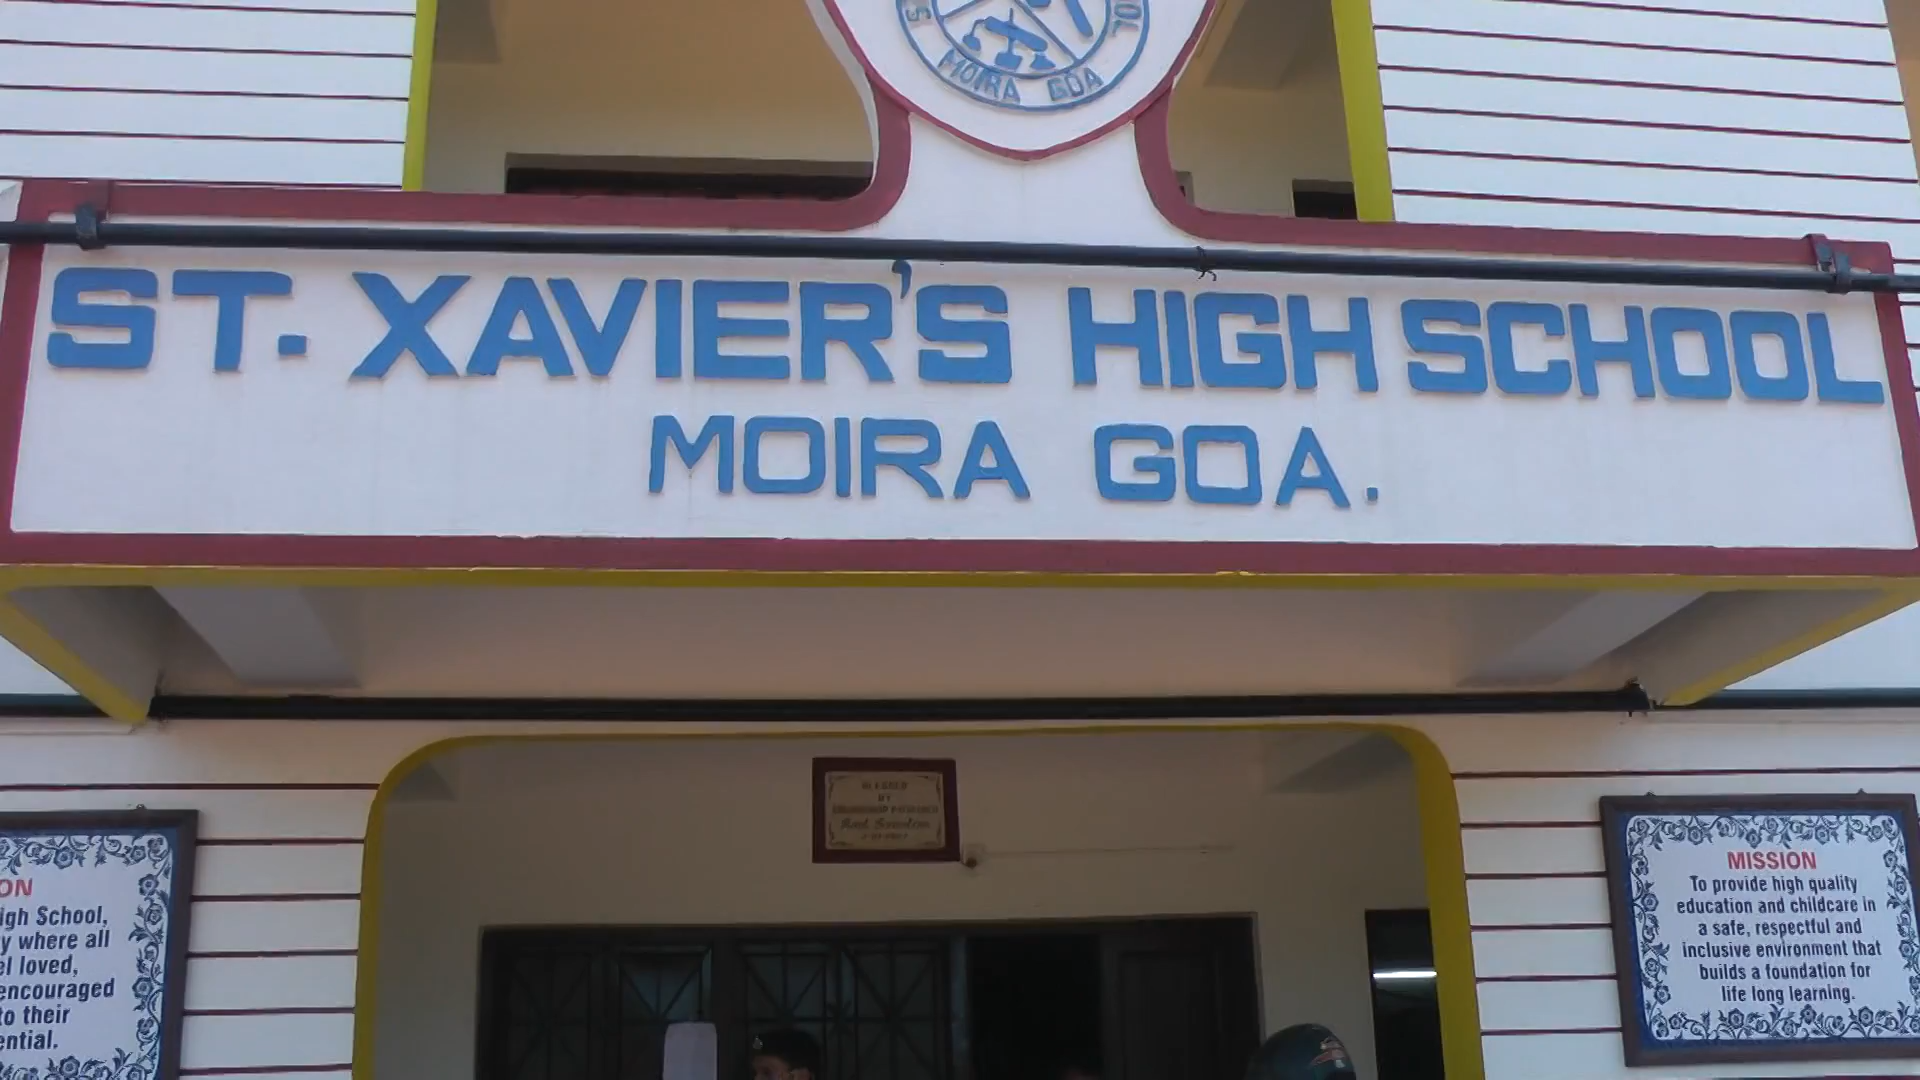 MOIRA GOA
ST. XAVIER'S HIGH SCHOOL
MOIRA GOA.
BLESSED
BY
ON
igh School,
y where all
el loved,
encouraged
to their
ential.
MISSION
To provide high quality
education and childcare in
a safe, respectful and
inclusive environment that
builds a foundation for
life long learning.